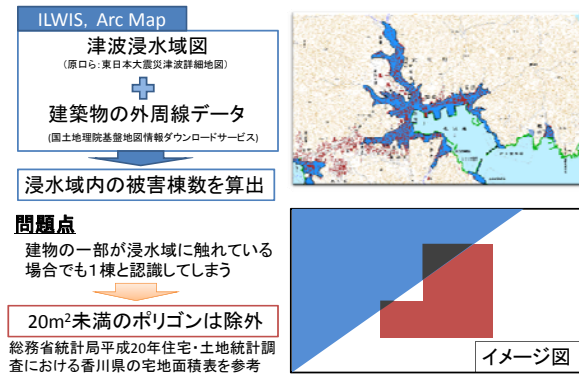 ILWIS, Arc Map
津波浸水域図
(原口ら:東日本大震災津波詳細地図)
建築物の外周線データ
(国土地理院基盤地図情報ダウンロードサービス)
浸水域内の被害棟数を算出
問題点
建物の一部が浸水域に触れている
場合でも1棟と認識してしまう
20m²未満のポリゴンは除外
総務省統計局平成20年住宅・土地統計調
査における香川県の宅地面積表を参考
イメージ図